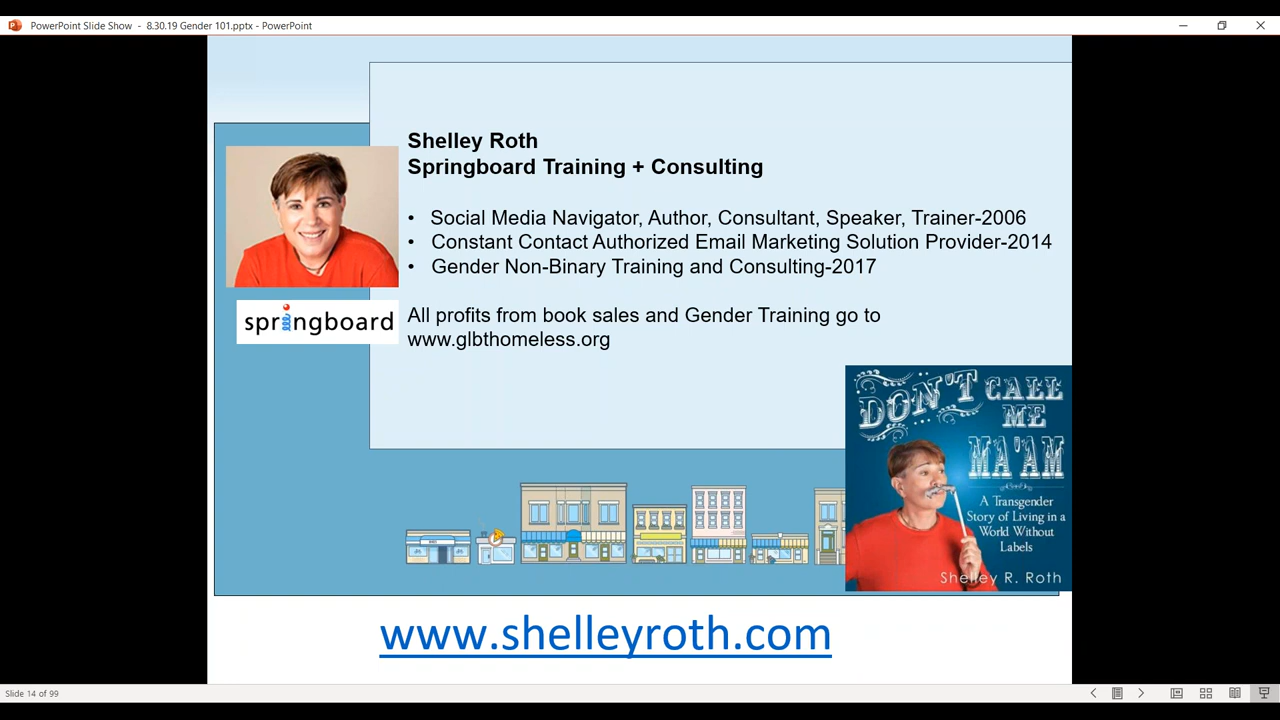 PowerPoint Slide Show - 8.30.19 Gender 101.pptx - PowerPoint
Shelley Roth
Springboard Training + Consulting
• Social Media Navigator, Author, Consultant, Speaker, Trainer-2006
• Constant Contact Authorized Email Marketing Solution Provider-2014
• Gender Non-Binary Training and Consulting-2017
springboard
All profits from book sales and Gender Training go to
www.glbthomeless.org
DON'T CALL
ME
MA'AM
A Transgender
Story of Living in a
World Without
Labels
Shelley R. Roth
www.shelleyroth.com
Slide 14 of 99